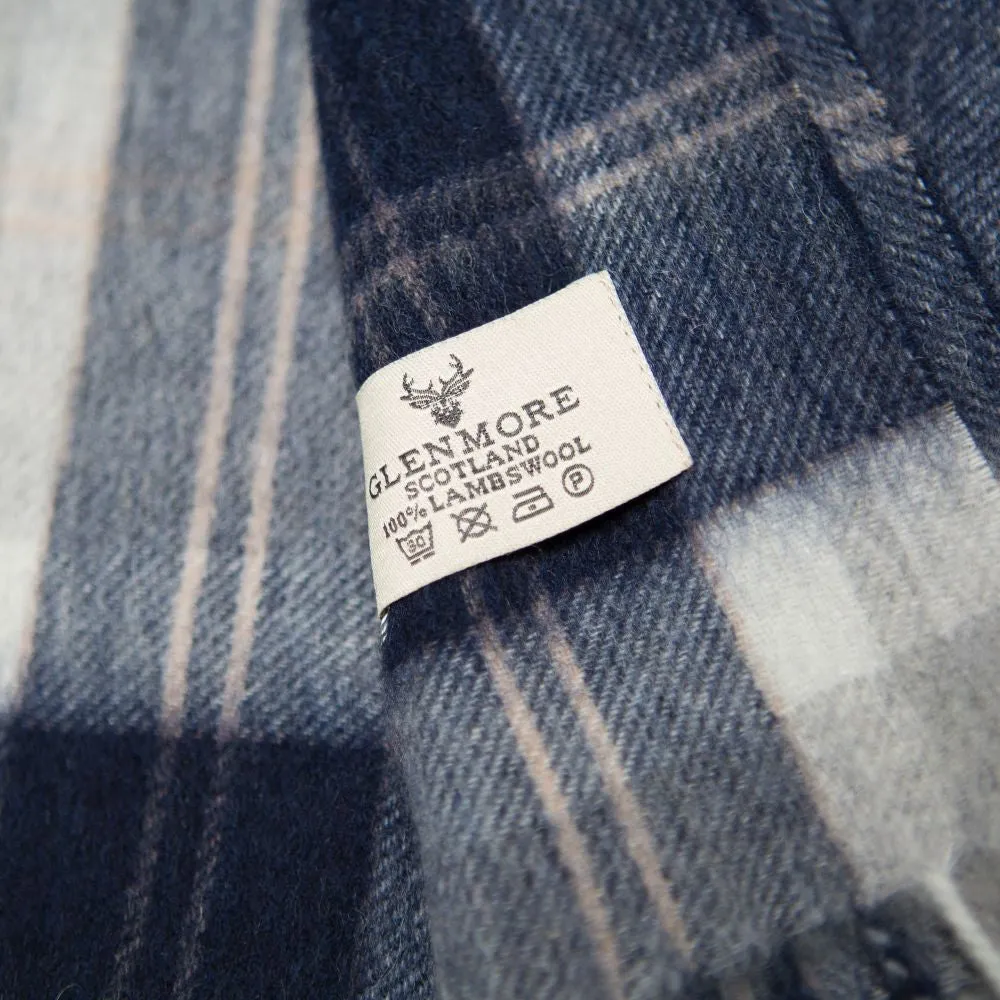 GLENMORE
SCOTLAND
100% LAMBSWOOL
30 P